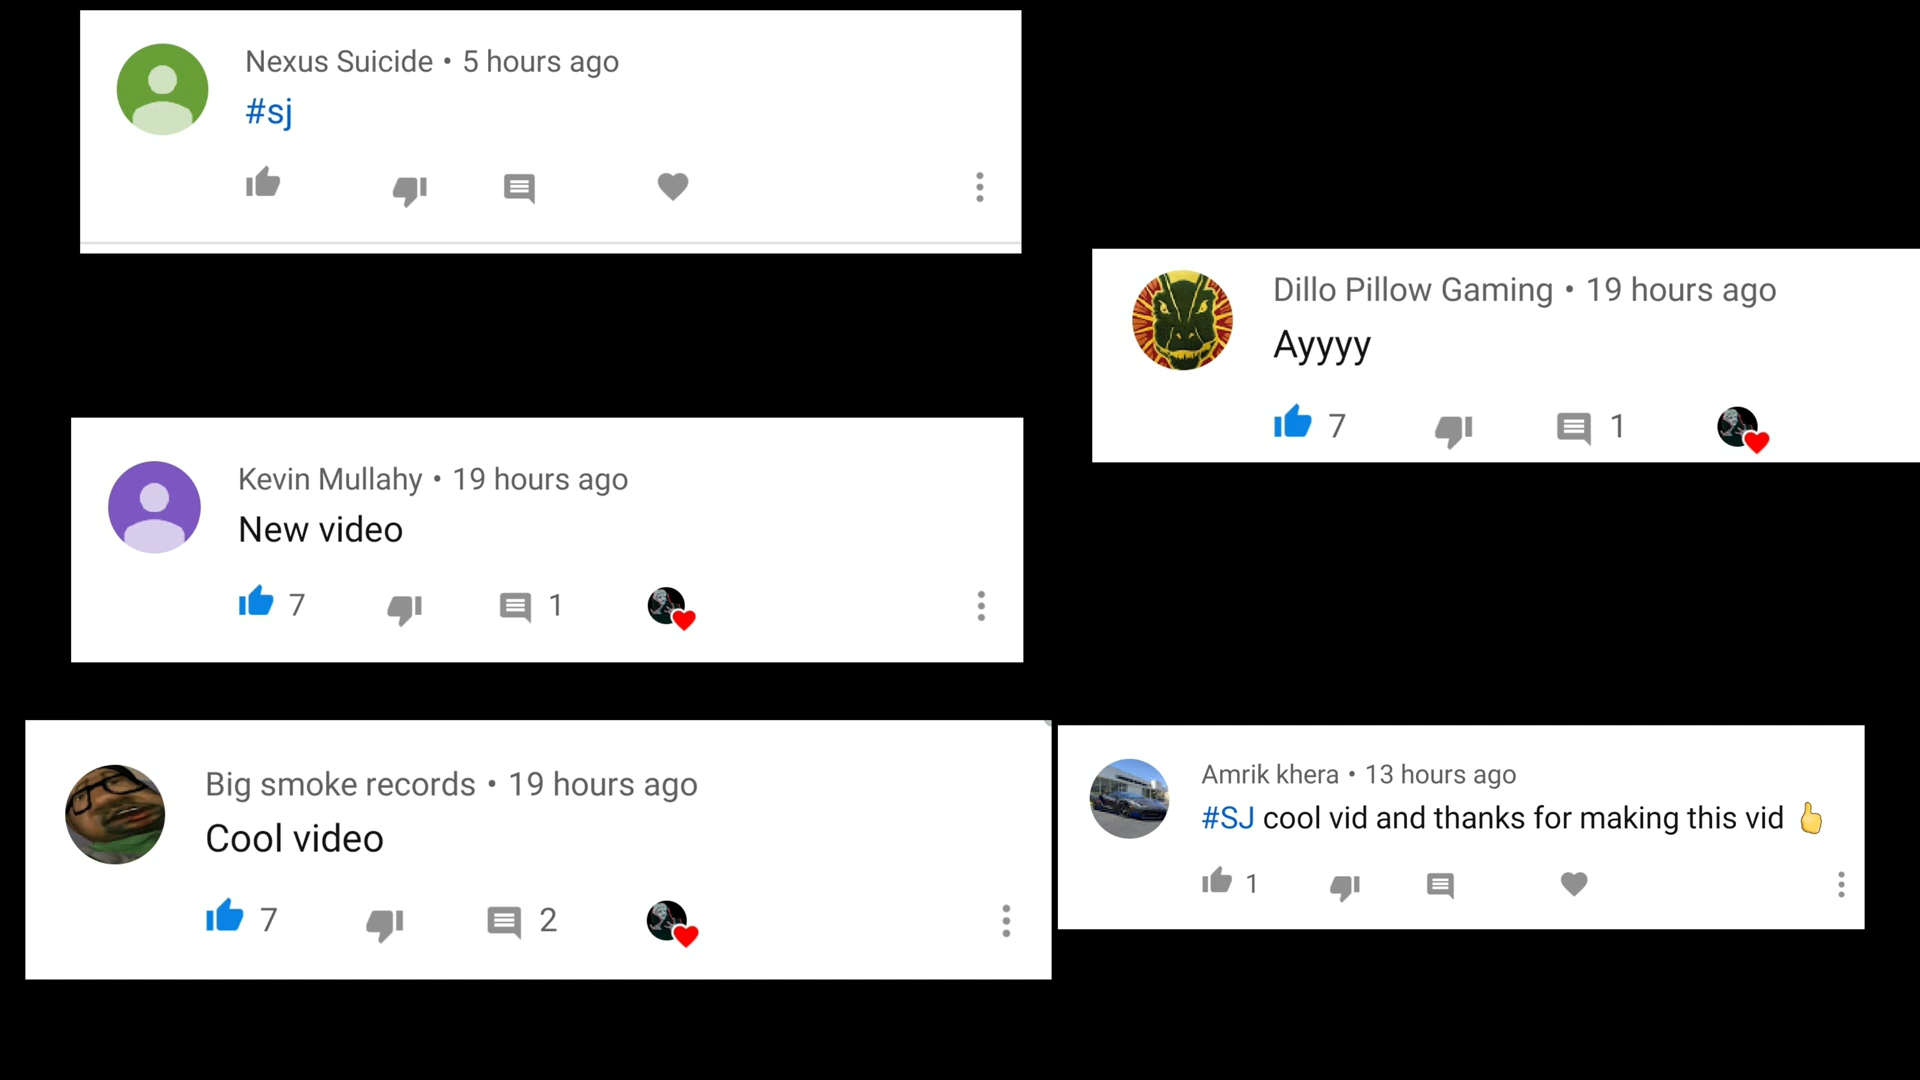 Nexus Suicide • 5 hours ago
#sj
Dillo Pillow Gaming • 19 hours ago
Ayyyy
7 1
Kevin Mullahy • 19 hours ago
New video
7 1
Big smoke records • 19 hours ago
Cool video
7 2
Amrik khera • 13 hours ago
#SJ cool vid and thanks for making this vid 👍
1